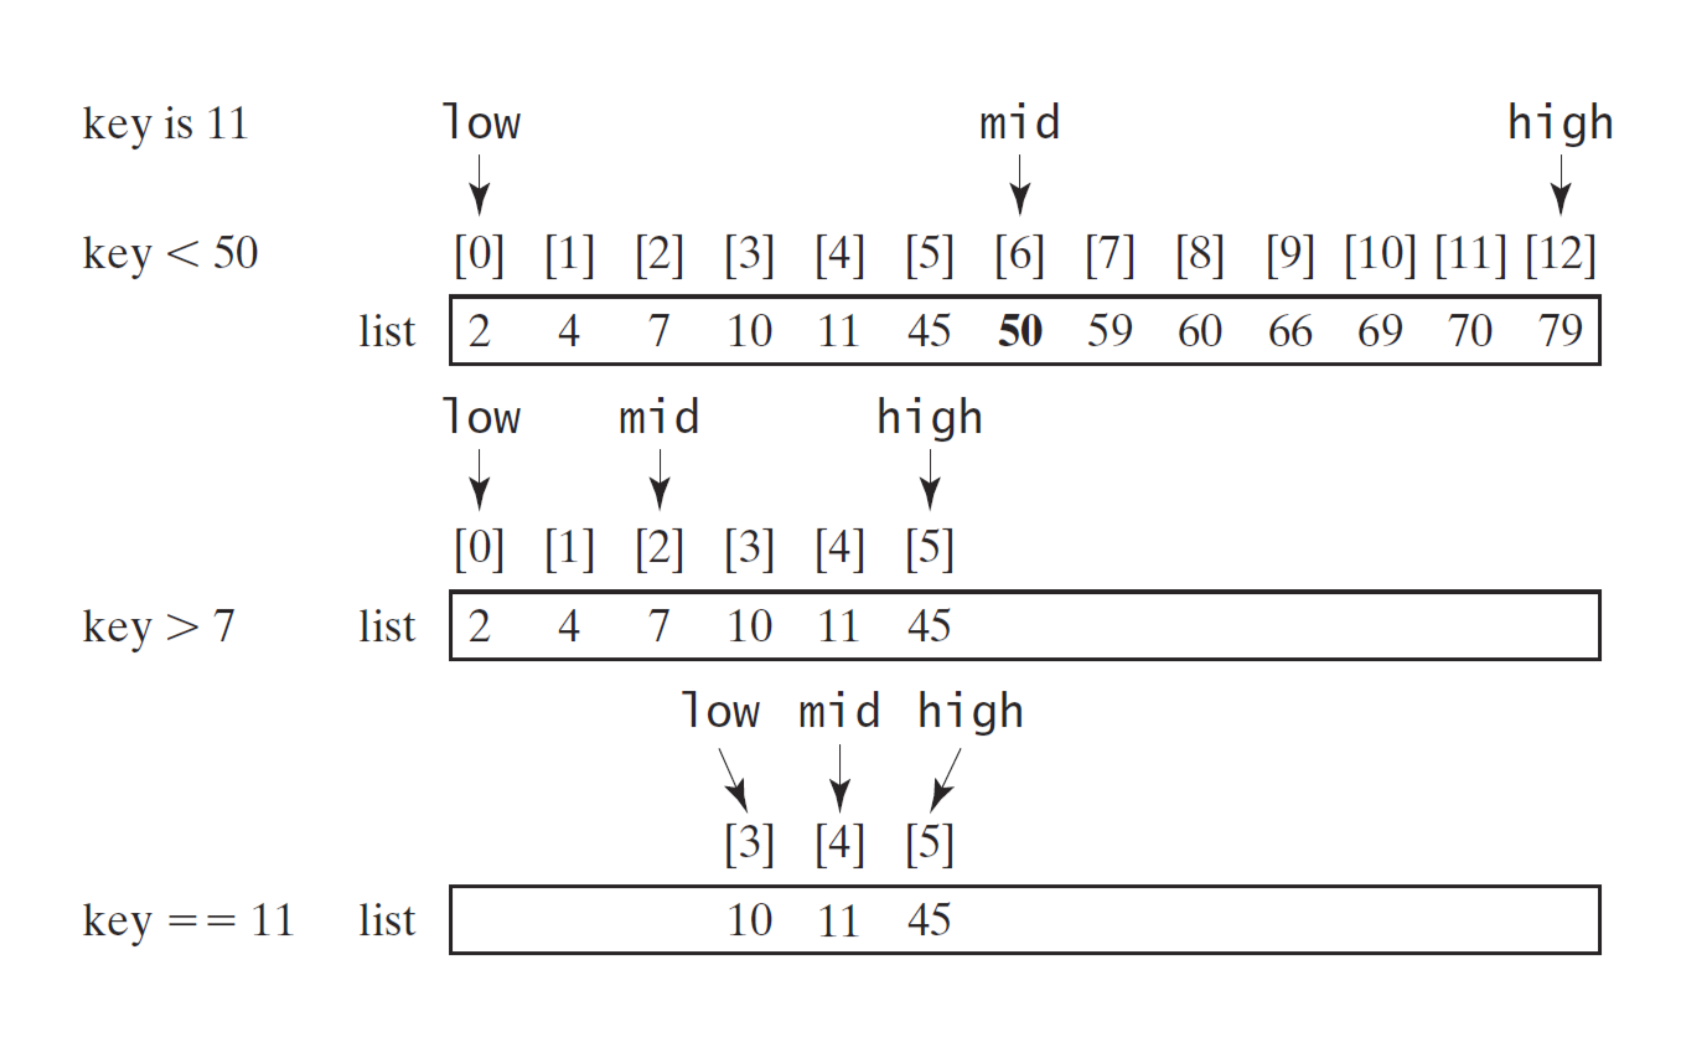 key is 11 low mid high
key < 50 [0] [1] [2] [3] [4] [5] [6] [7] [8] [9] [10] [11] [12]
list 2 4 7 10 11 45 50 59 60 66 69 70 79
low mid high
[0] [1] [2] [3] [4] [5]
key > 7 list 2 4 7 10 11 45
low mid high
[3] [4] [5]
key == 11 list 10 11 45